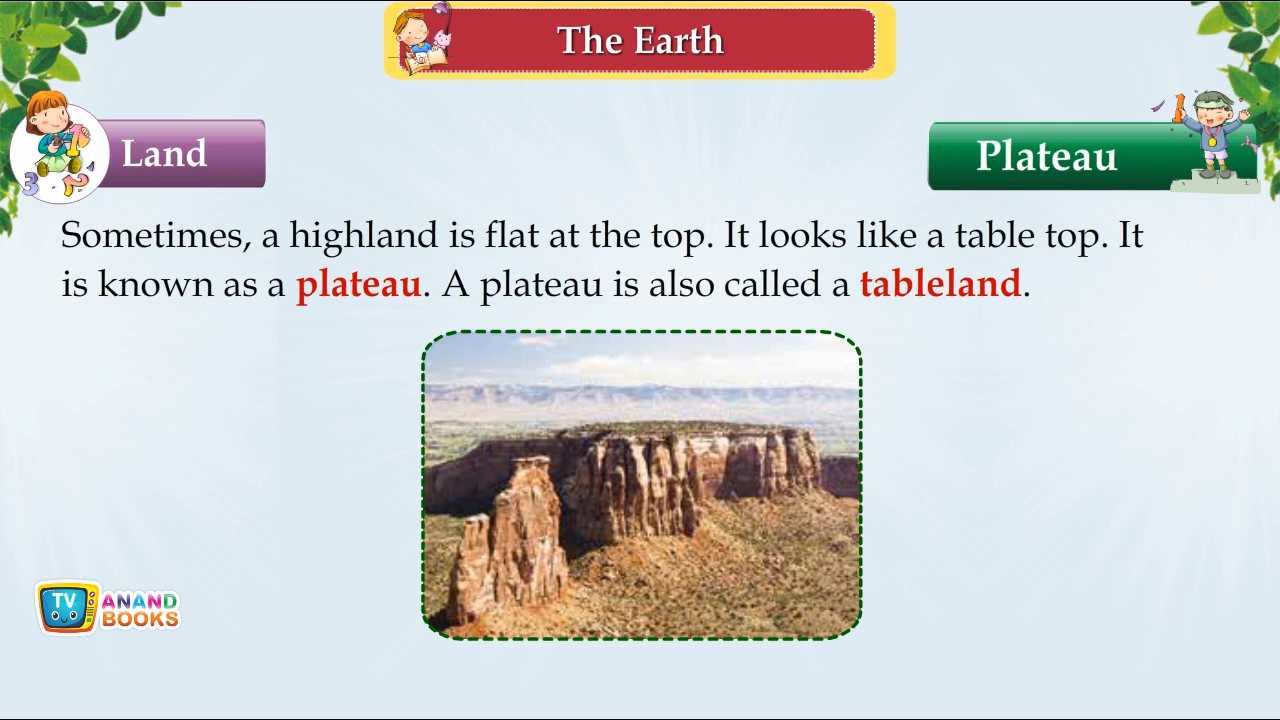 The Earth
Land
Plateau
Sometimes, a highland is flat at the top. It looks like a table top. It
is known as a plateau. A plateau is also called a tableland.
TV
ANAND
BOOKS